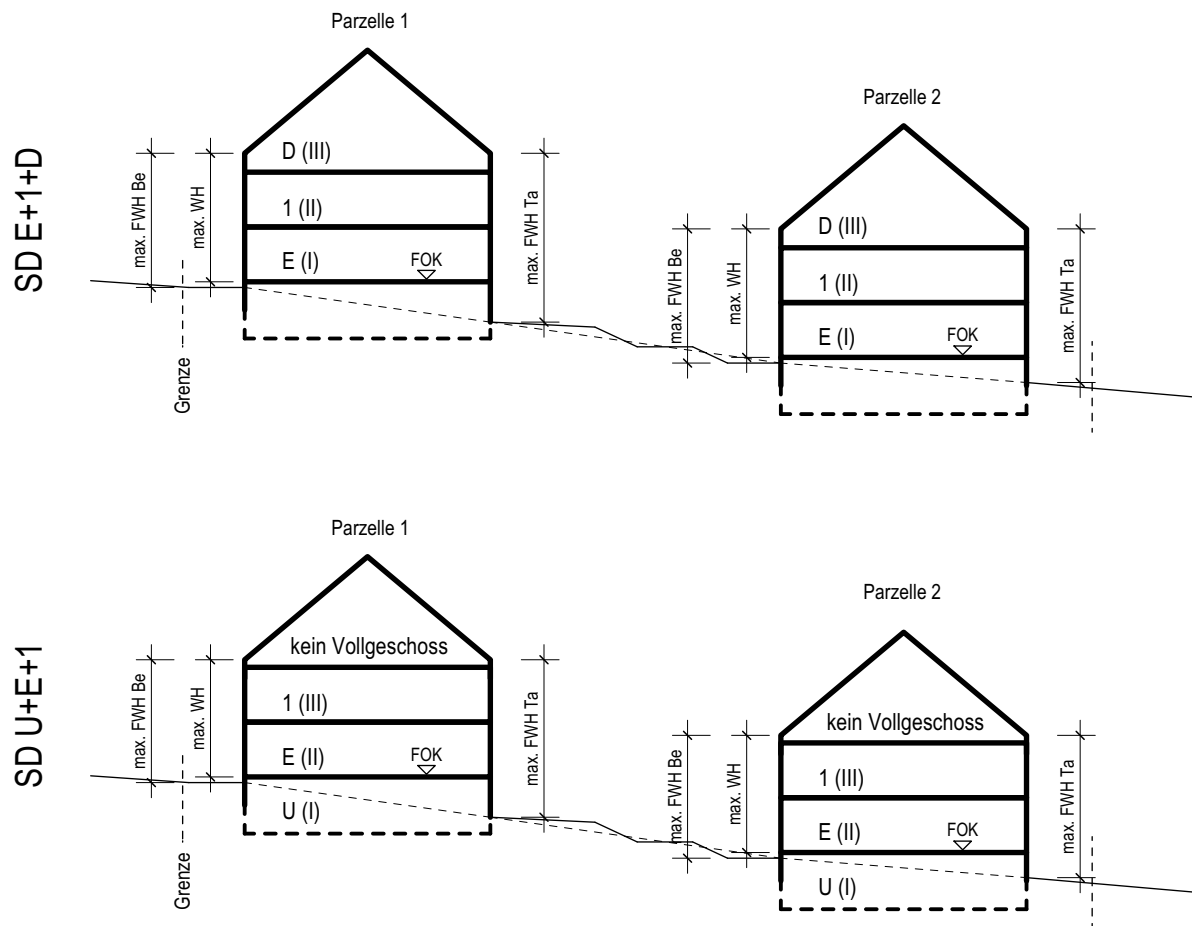 SD E+1+D
Parzelle 1
D (III)
1 (II)
E (I)
FOK
max. FWH Be
max. WH
max. FWH Ta
Grenze
Parzelle 2
D (III)
1 (II)
E (I)
FOK
max. FWH Be
max. WH
max. FWH Ta
SD U+E+1
Parzelle 1
kein Vollgeschoss
1 (III)
E (II)
FOK
U (I)
max. FWH Be
max. WH
max. FWH Ta
Grenze
Parzelle 2
kein Vollgeschoss
1 (III)
E (II)
FOK
U (I)
max. FWH Be
max. WH
max. FWH Ta